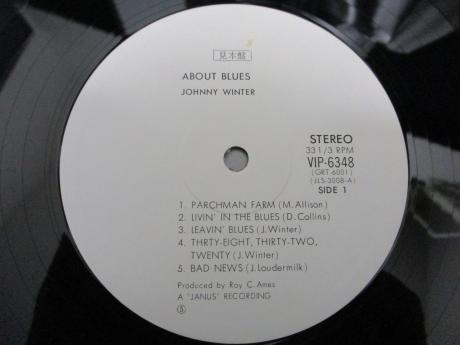 見本盤
ABOUT BLUES
JOHNNY WINTER
STEREO
33 1/3 RPM
VIP-6348
(GRT-6001)
(JLS-3008-A)
SIDE 1
1. PARCHMAN FARM (M. Allison)
2. LIVIN' IN THE BLUES (D. Collins)
3. LEAVIN' BLUES (J. Winter)
4. THRTY-EIGHT, THIRTY-TWO,
TWENTY (J. Winter)
5. BAD NEWS (J. Loudermilk)
Produced by Roy C. Ames
A 'JANUS' RECORDING
Ⓢ